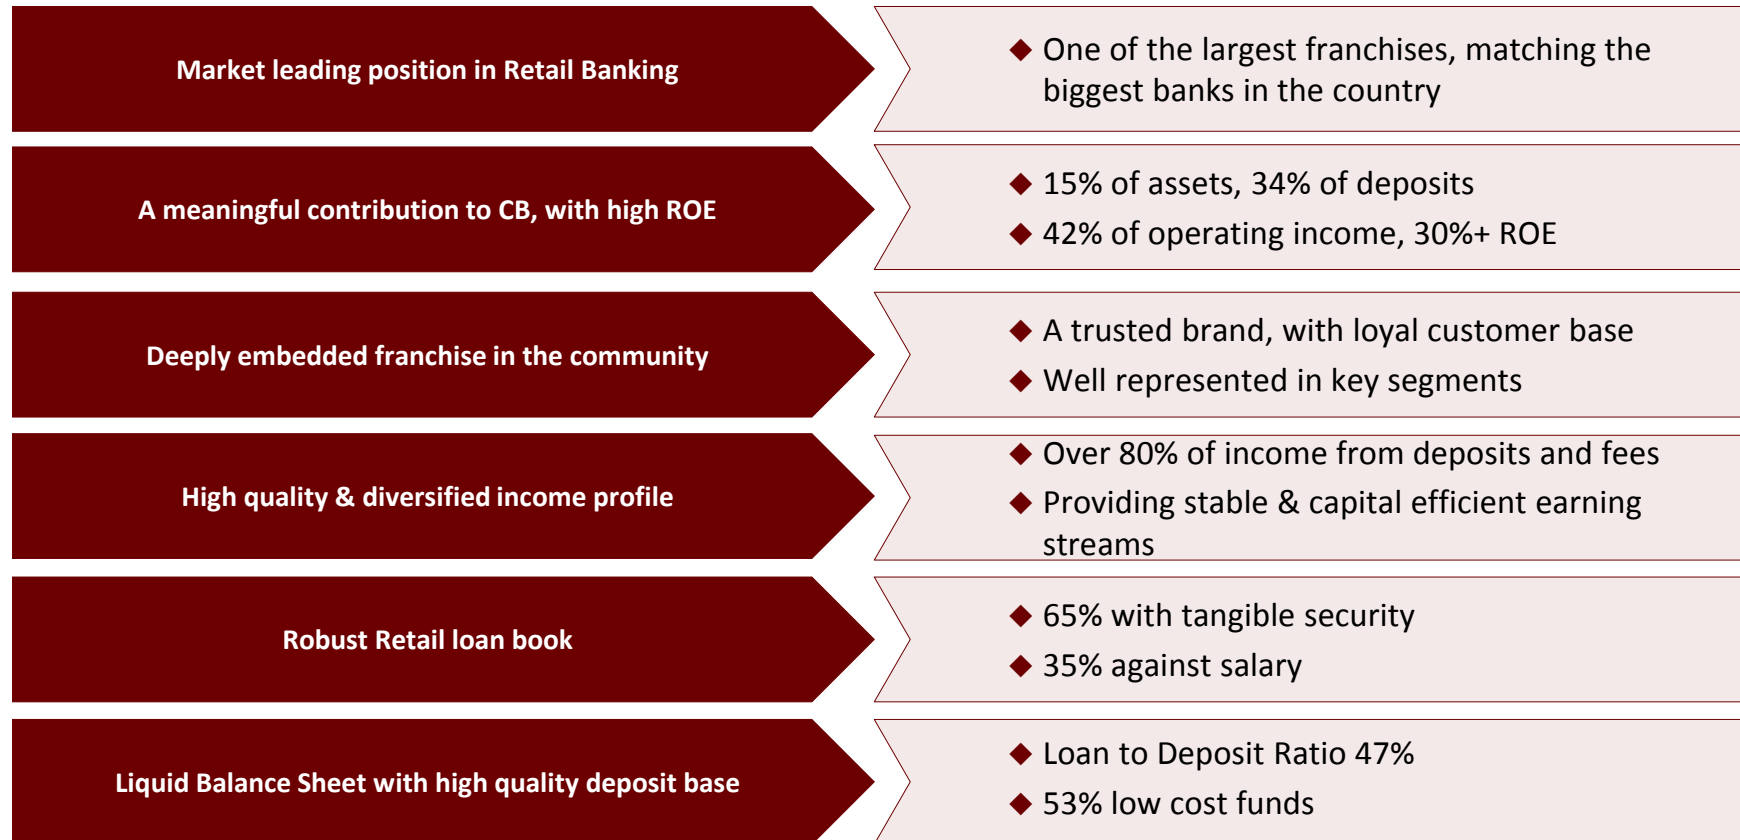 Market leading position in Retail Banking
◆ One of the largest franchises, matching the
biggest banks in the country
A meaningful contribution to CB, with high ROE
◆ 15% of assets, 34% of deposits
◆ 42% of operating income, 30%+ ROE
Deeply embedded franchise in the community
◆ A trusted brand, with loyal customer base
◆ Well represented in key segments
High quality & diversified income profile
◆ Over 80% of income from deposits and fees
◆ Providing stable & capital efficient earning
streams
Robust Retail loan book
◆ 65% with tangible security
◆ 35% against salary
Liquid Balance Sheet with high quality deposit base
◆ Loan to Deposit Ratio 47%
◆ 53% low cost funds